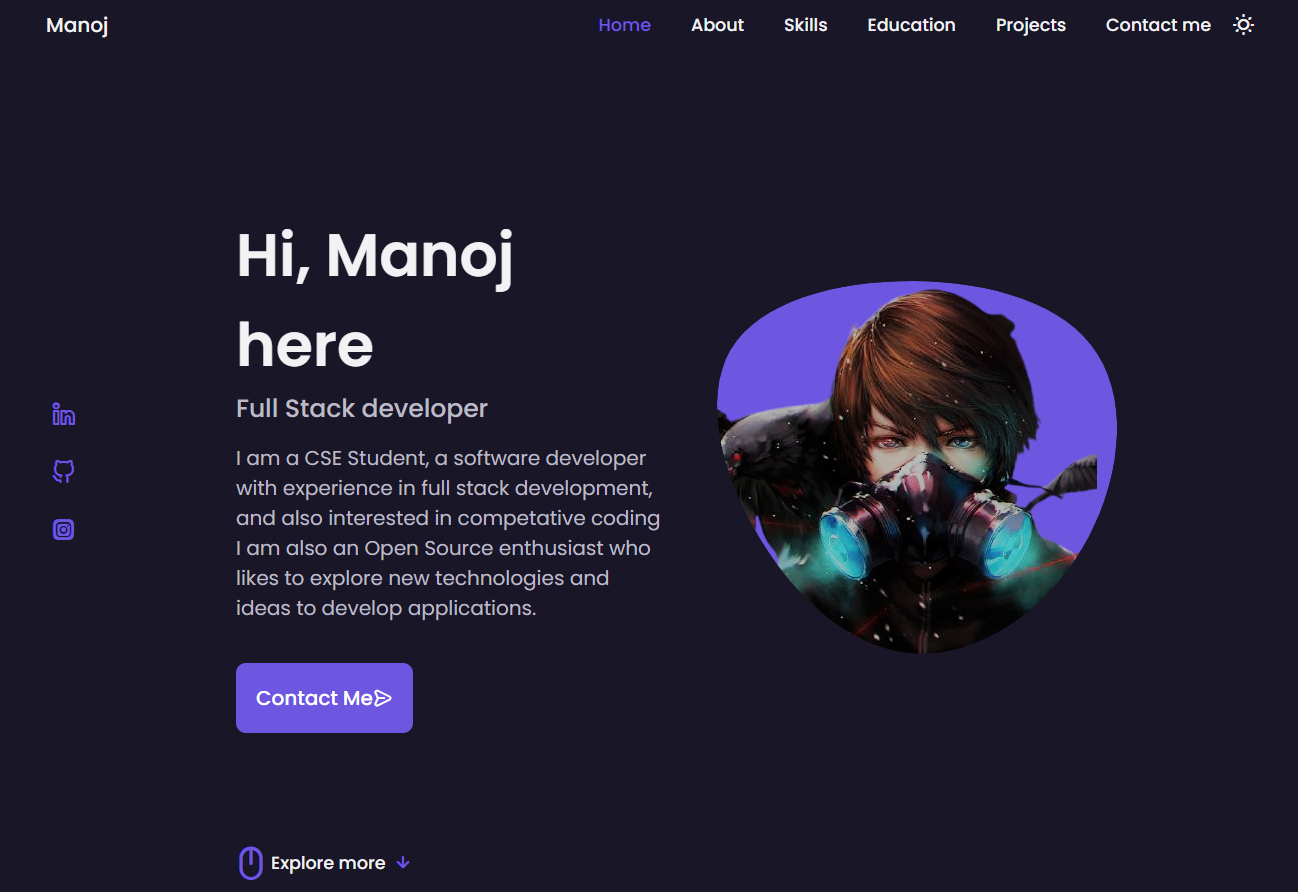 Manoj
Home About Skills Education Projects Contact me
Hi, Manoj
here
Full Stack developer
I am a CSE Student, a software developer
with experience in full stack development,
and also interested in competative coding
I am also an Open Source enthusiast who
likes to explore new technologies and
ideas to develop applications.
Contact Me
Explore more